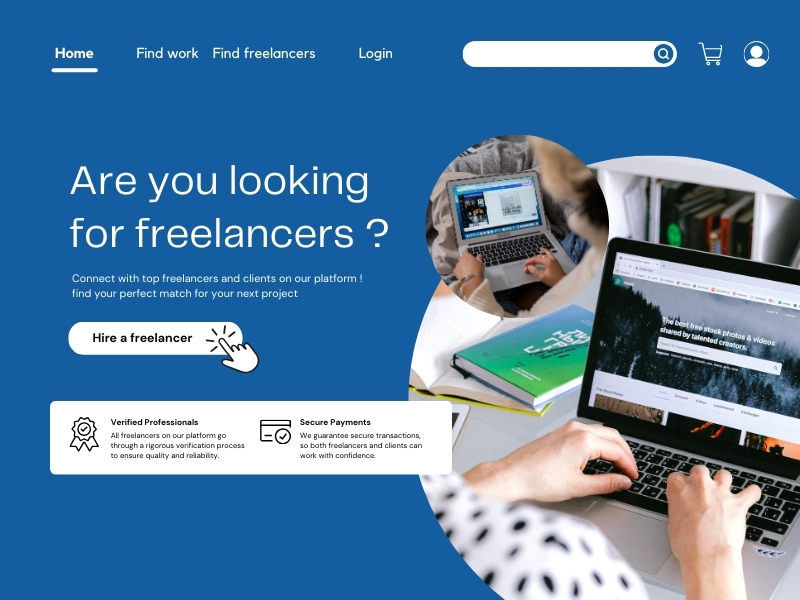 Home
Find work
Find freelancers
Login
Are you looking
for freelancers ?
Connect with top freelancers and clients on our platform !
find your perfect match for your next project
Hire a freelancer
Verified Professionals
All freelancers on our platform go
through a rigorous verification process
to ensure quality and reliability.
Secure Payments
We guarantee secure transactions,
so both freelancers and clients can
work with confidence.
The best free stock photos & videos
shared by talented creators.